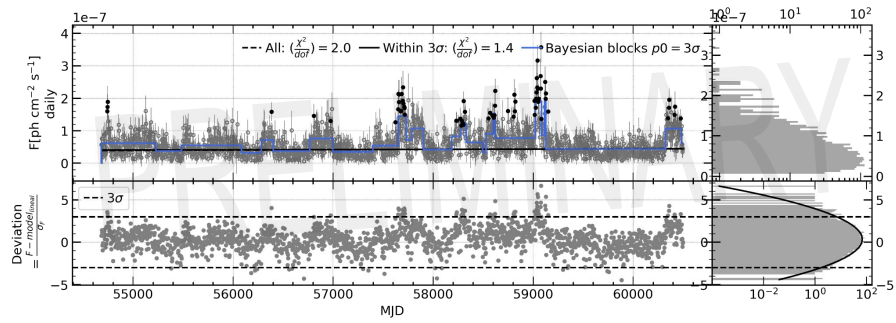 1e−7
10⁰
10¹
10²
1e−7
All: (χ²/dof) = 2.0
Within 3σ: (χ²/dof) = 1.4
Bayesian blocks p0 = 3σ
F[ph cm⁻² s⁻¹]
daily
4
3
2
1
0
4
3
2
1
0
PRELIMINARY
3σ
Deviation
= F − model_lineal / σ_F
5
0
−5
5
0
−5
55000
56000
57000
58000
59000
60000
MJD
10⁻²
10⁰
10²